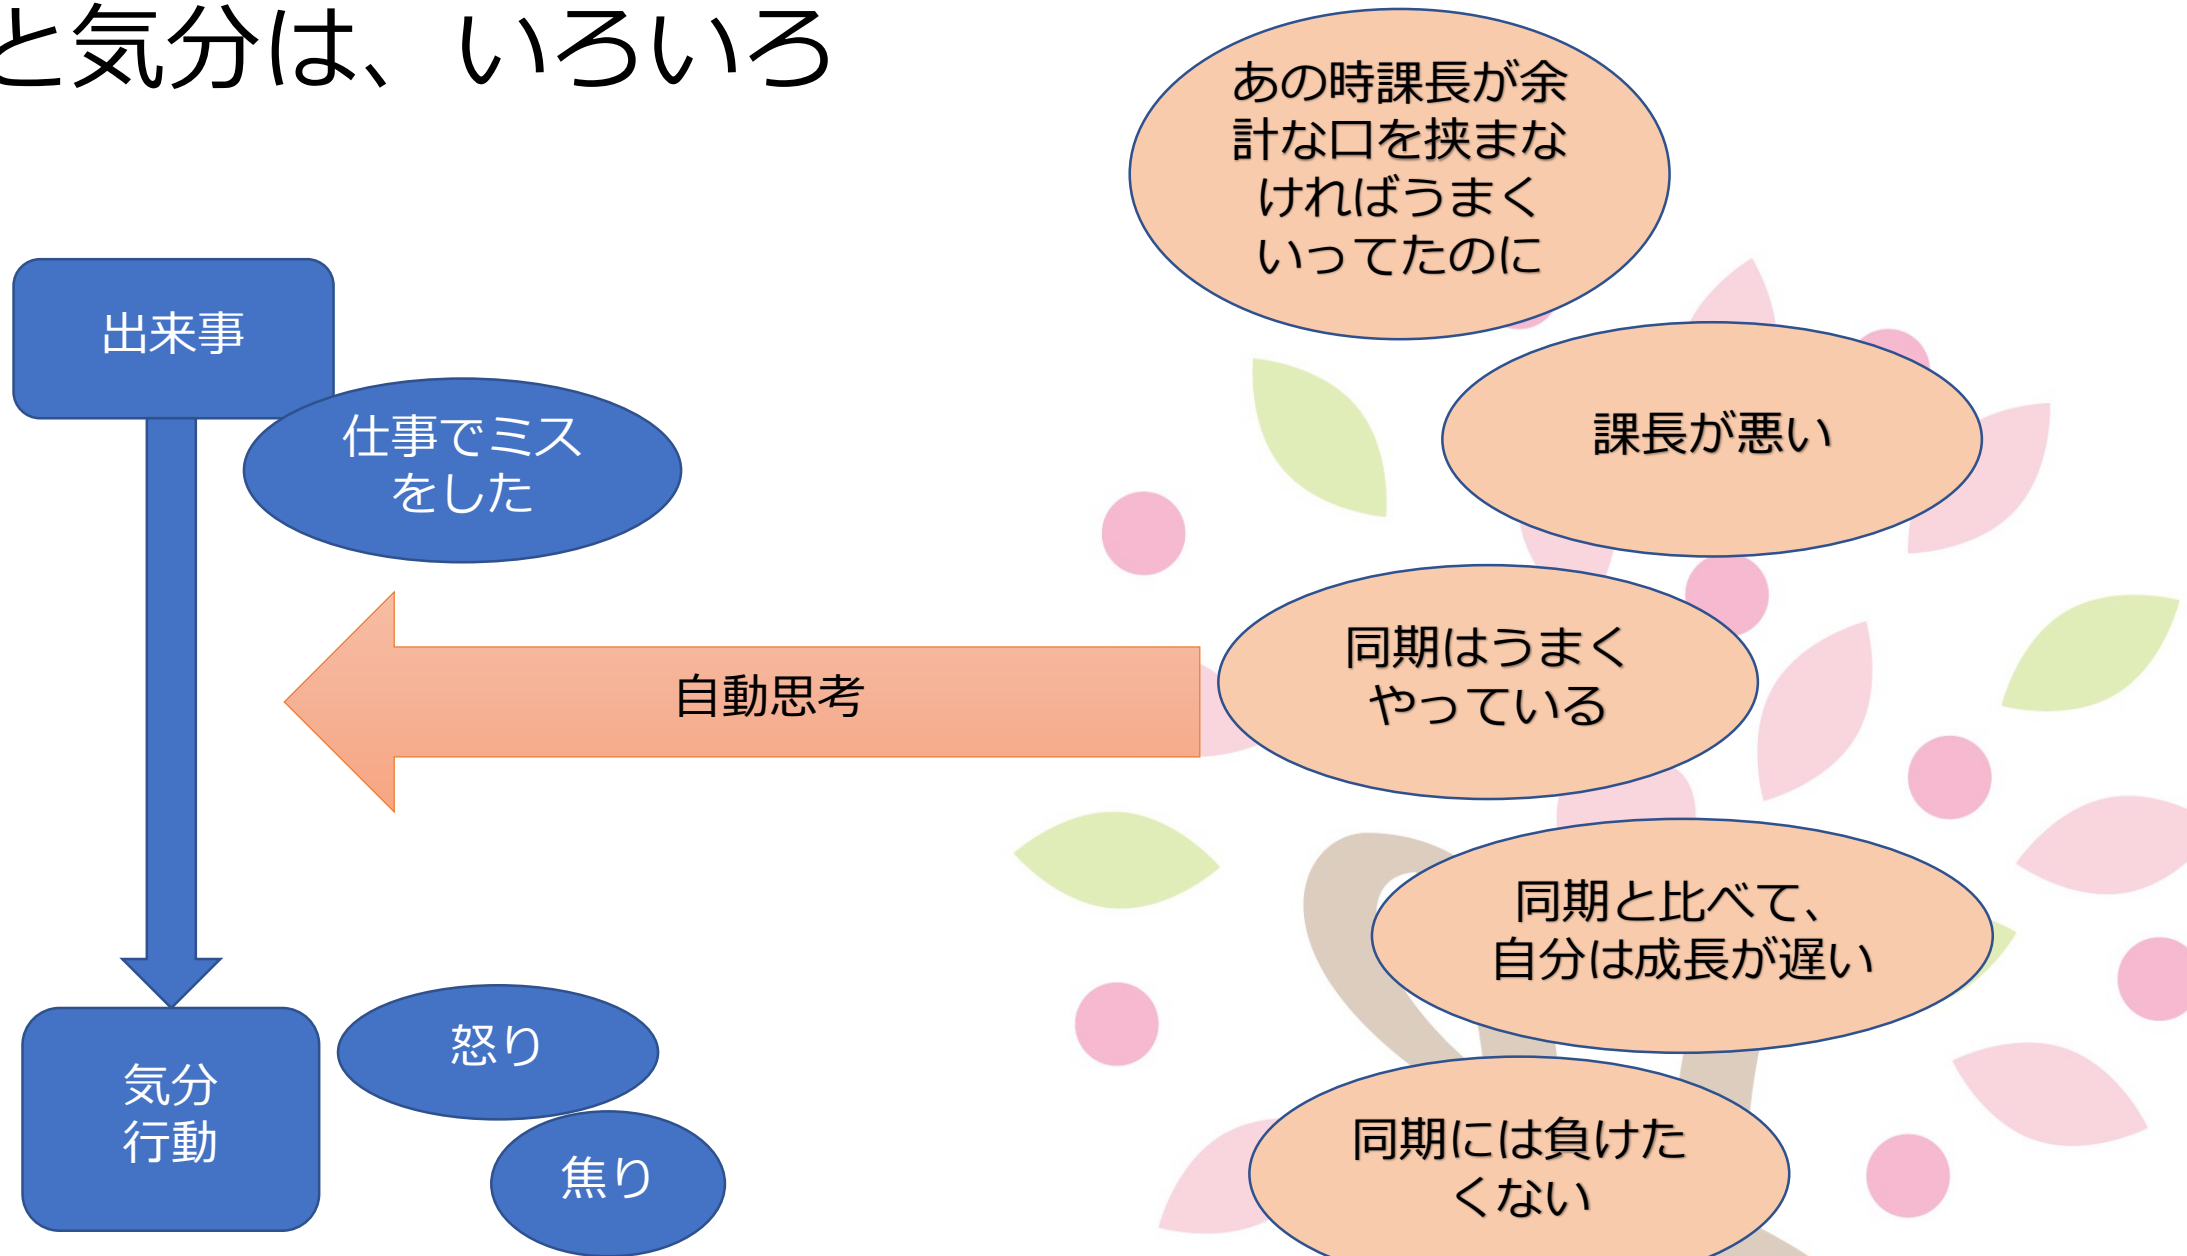 と気分は、いろいろ
あの時課長が余
計な口を挟まな
ければうまく
いってたのに
出来事
課長が悪い
仕事でミス
をした
同期はうまく
やっている
自動思考
同期と比べて、
自分は成長が遅い
怒り
気分
行動
同期には負けた
くない
焦り